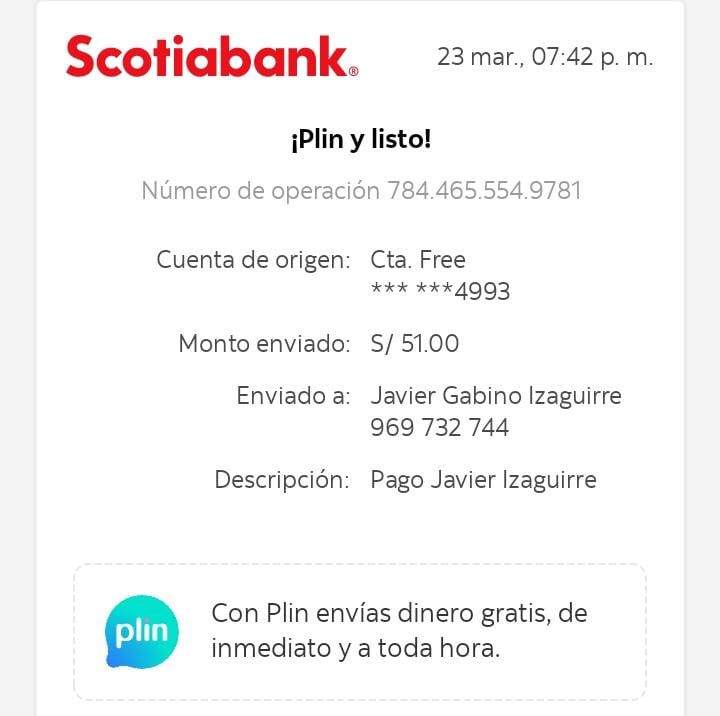 Scotiabank®
23 mar., 07:42 p. m.
¡Plin y listo!
Número de operación 784.465.554.9781
Cuenta de origen: Cta. Free
*** ***4993
Monto enviado: S/ 51.00
Enviado a: Javier Gabino Izaguirre
969 732 744
Descripción: Pago Javier Izaguirre
plin
Con Plin envías dinero gratis, de
inmediato y a toda hora.